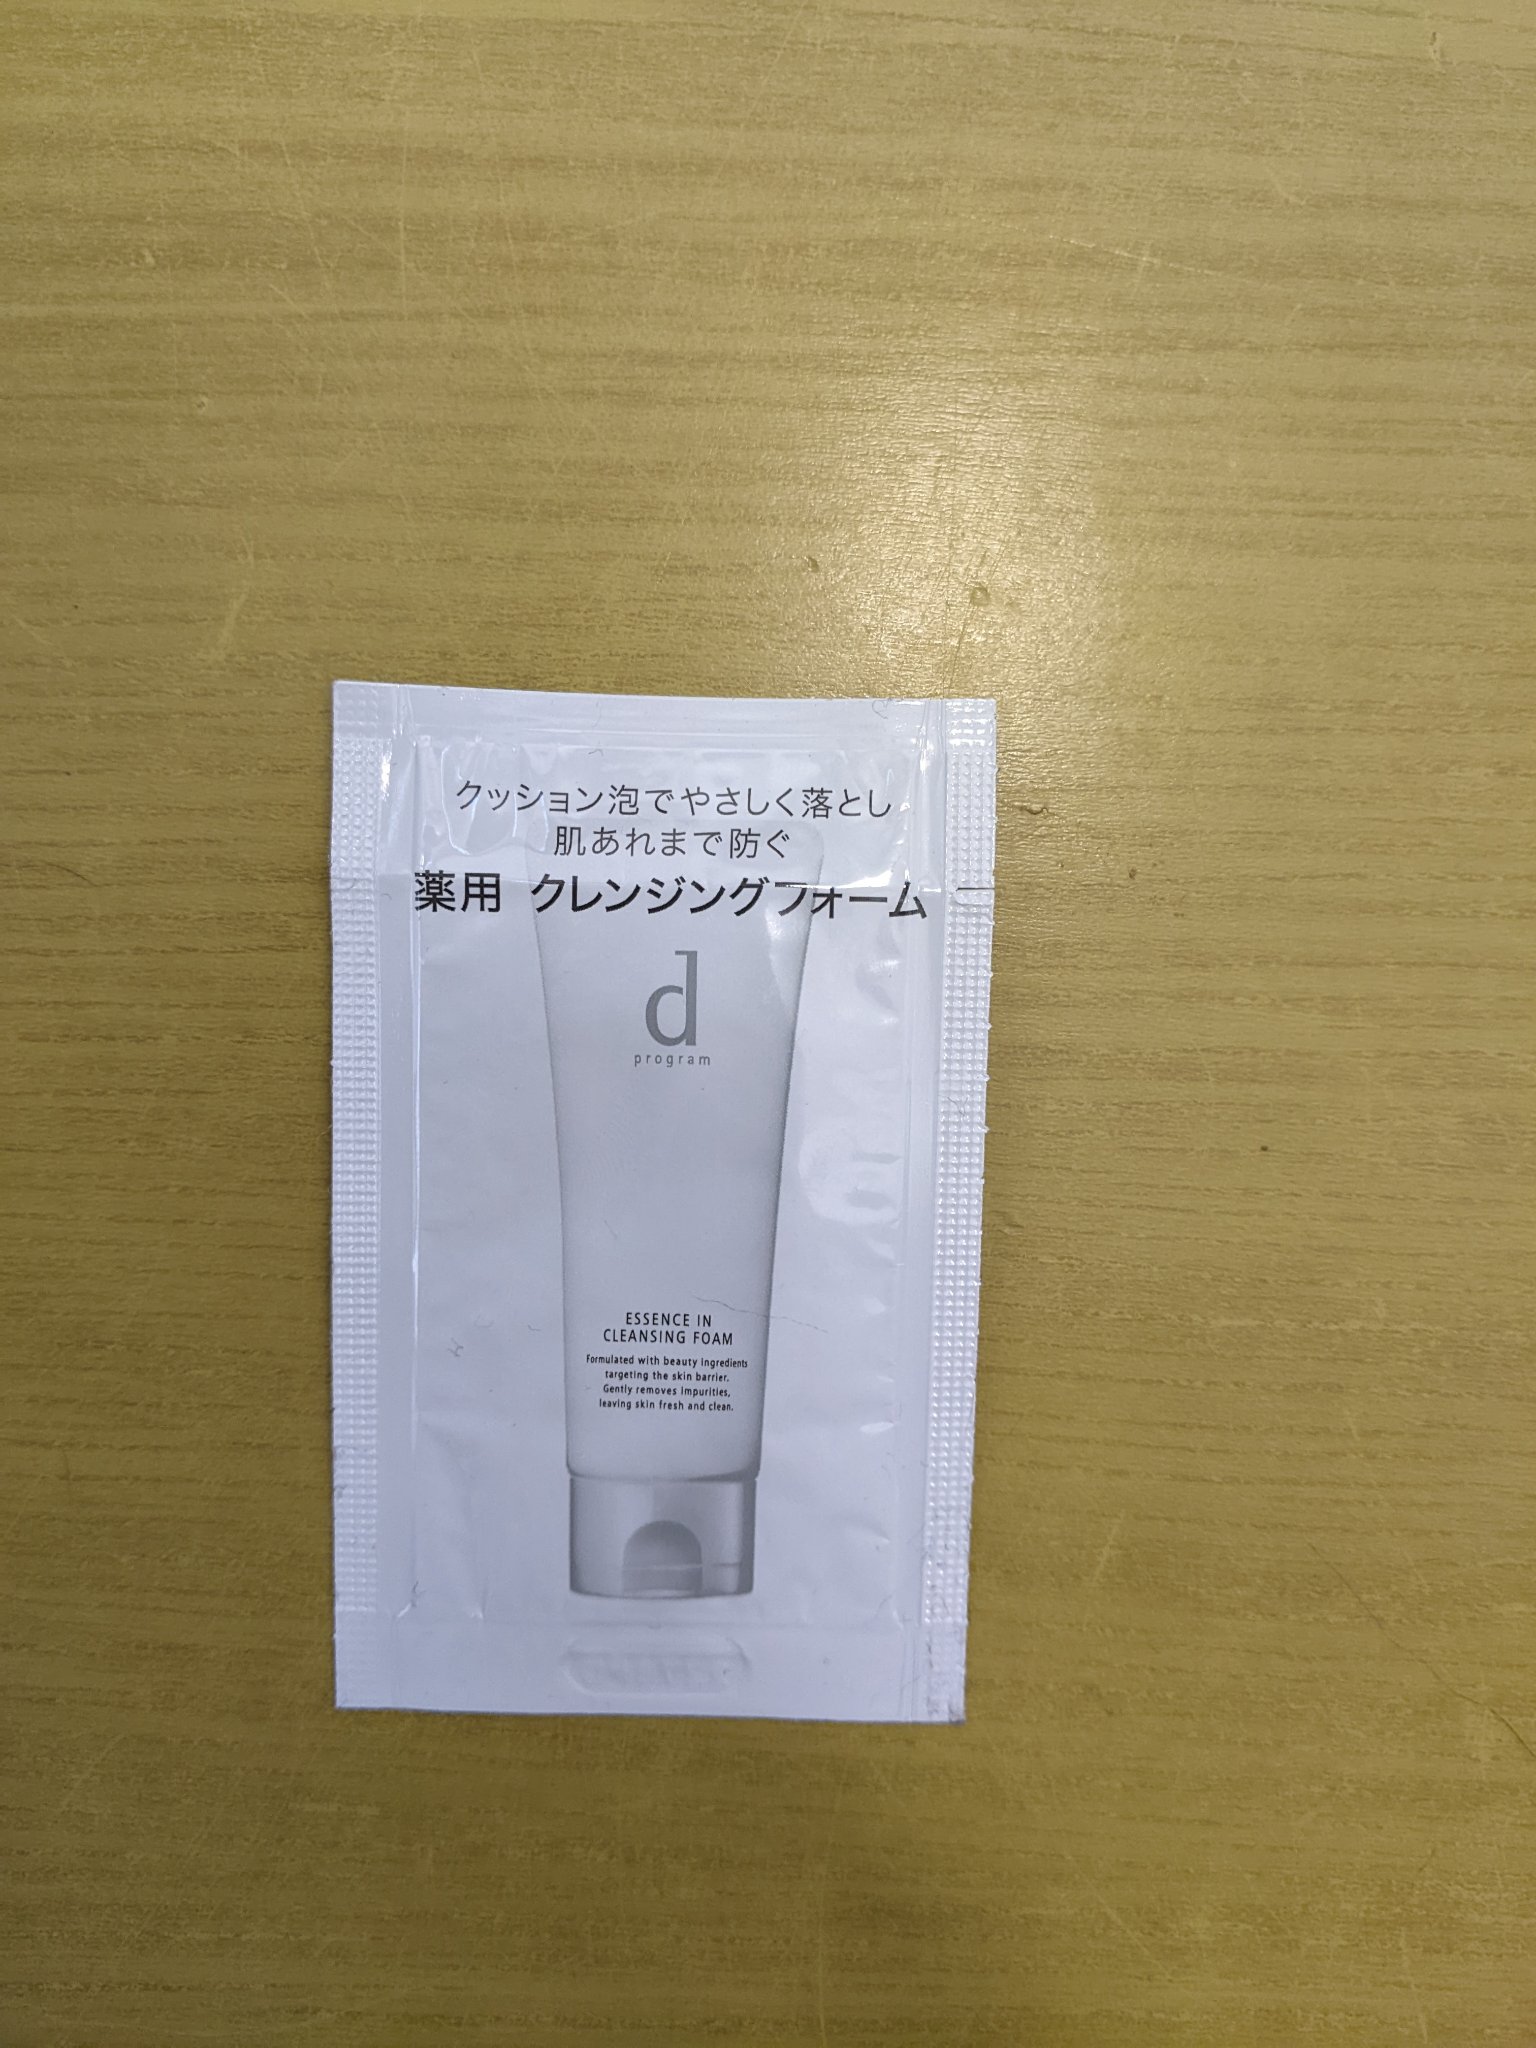 クッション泡でやさしく落とし
肌あれまで防ぐ
薬用 クレンジングフォーム
d
program
ESSENCE IN
CLEANSING FOAM
Formulated with beauty ingredients
targeting the skin barrier.
Gently removes impurities,
leaving skin fresh and clean.